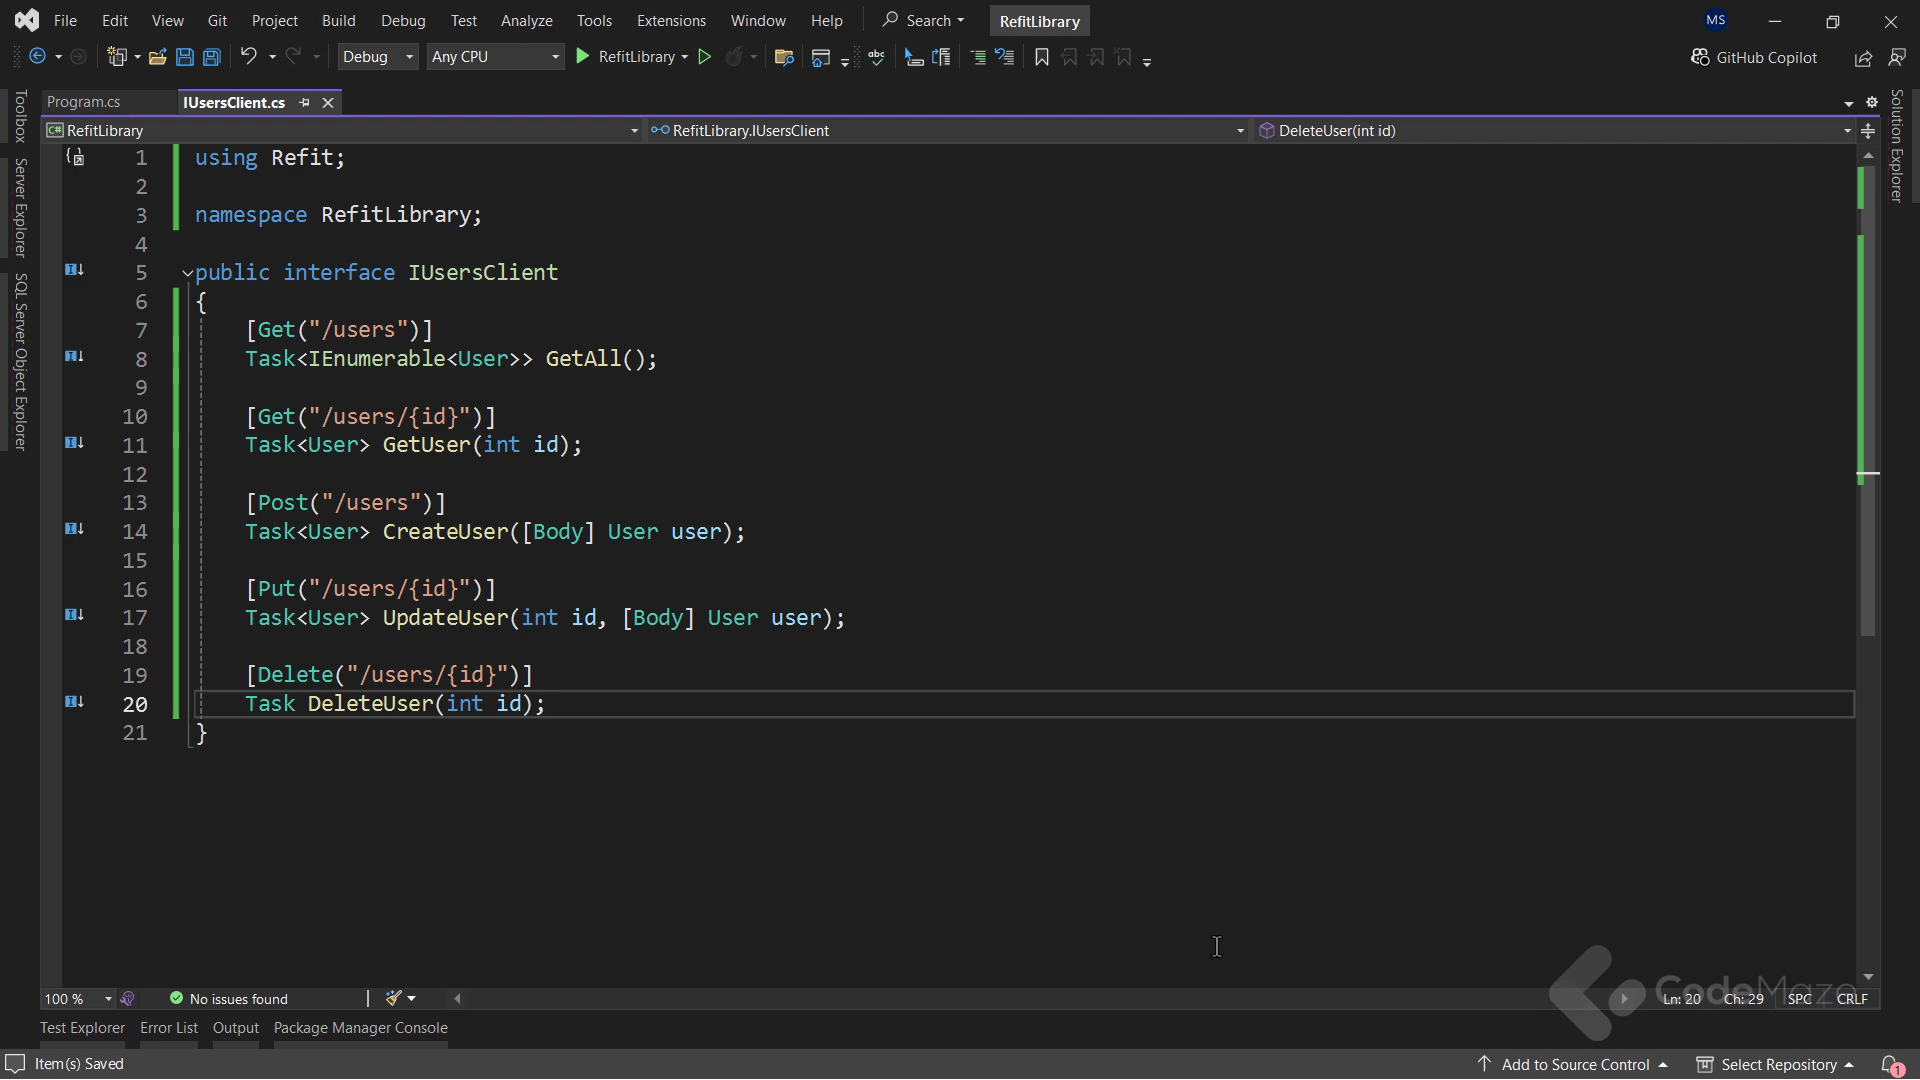 File Edit View Git Project Build Debug Test Analyze Tools Extensions Window Help Search RefitLibrary MS
Debug Any CPU RefitLibrary abc GitHub Copilot
Program.cs IUsersClient.cs
C# RefitLibrary RefitLibrary.IUsersClient DeleteUser(int id)
Toolbox
Server Explorer
SQL Server Object Explorer
Solution Explorer
1 using Refit;
2
3 namespace RefitLibrary;
4
5 public interface IUsersClient
6 {
7 [Get("/users")]
8 Task<IEnumerable<User>> GetAll();
9
10 [Get("/users/{id}")]
11 Task<User> GetUser(int id);
12
13 [Post("/users")]
14 Task<User> CreateUser([Body] User user);
15
16 [Put("/users/{id}")]
17 Task<User> UpdateUser(int id, [Body] User user);
18
19 [Delete("/users/{id}")]
20 Task DeleteUser(int id);
21 }
CodeMaze
100 % No issues found Ln: 20 Ch: 29 SPC CRLF
Test Explorer Error List Output Package Manager Console
Item(s) Saved Add to Source Control Select Repository 1